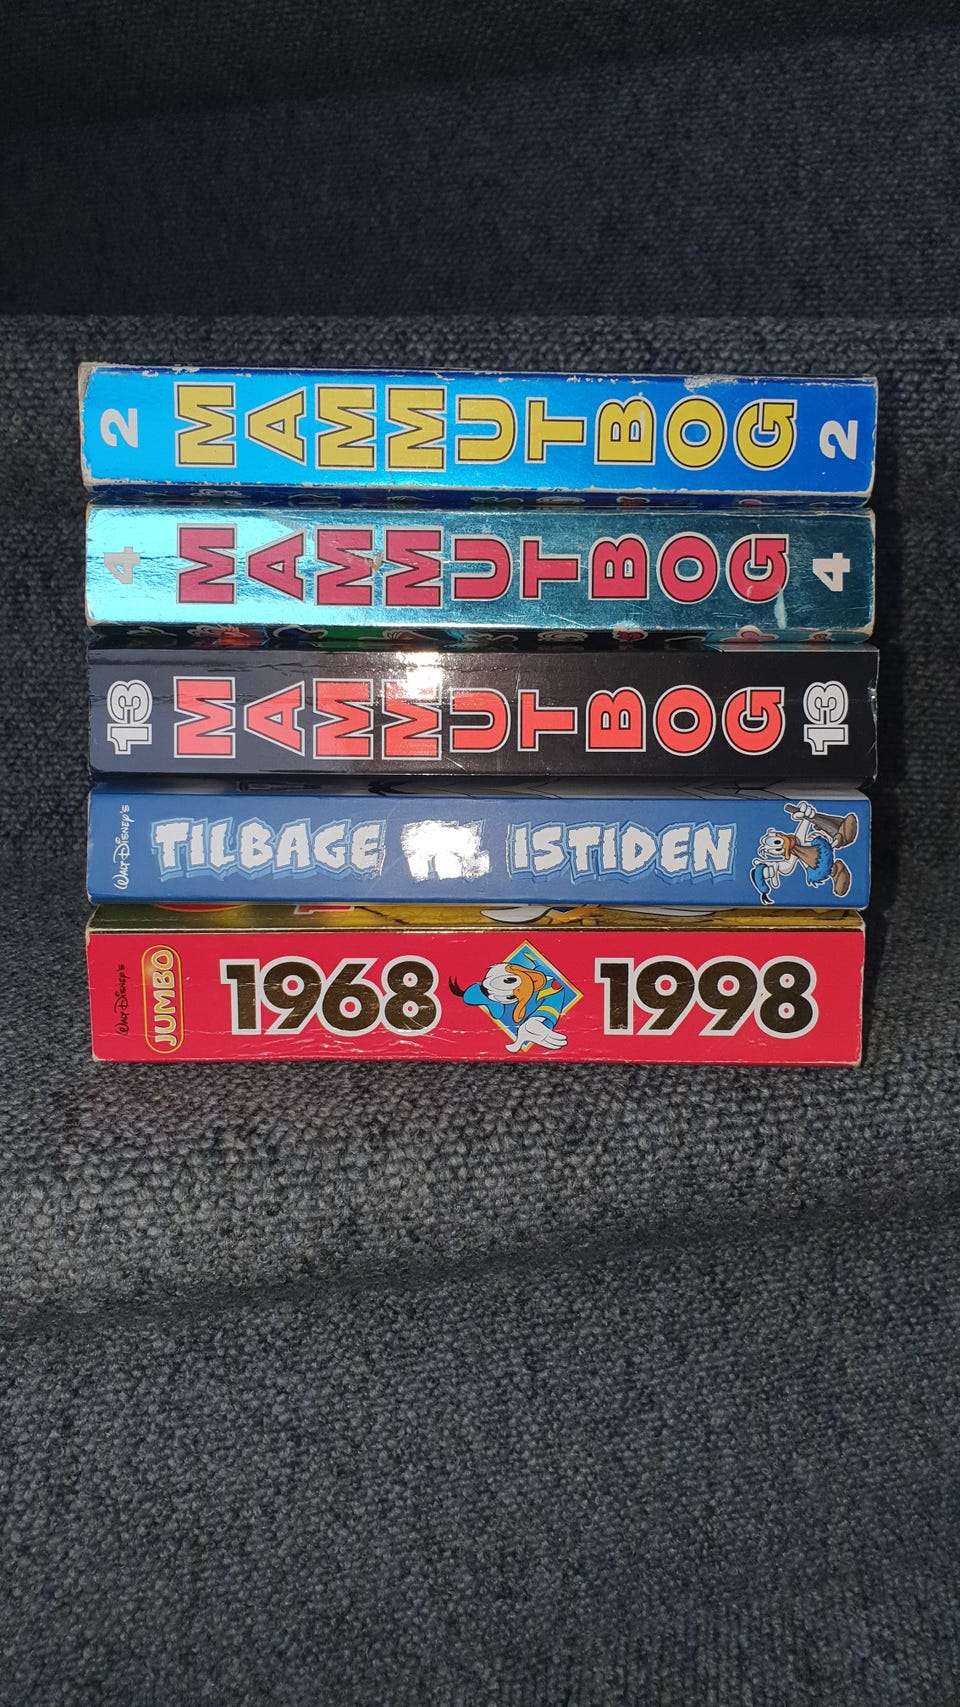 2 MAMMUTBOG 2
4 MAMMUTBOG 4
13 MAMMUTBOG 13
WALT DISNEY'S TILBAGE ISTIDEN
WALT DISNEY'S JUMBO 1968 1998